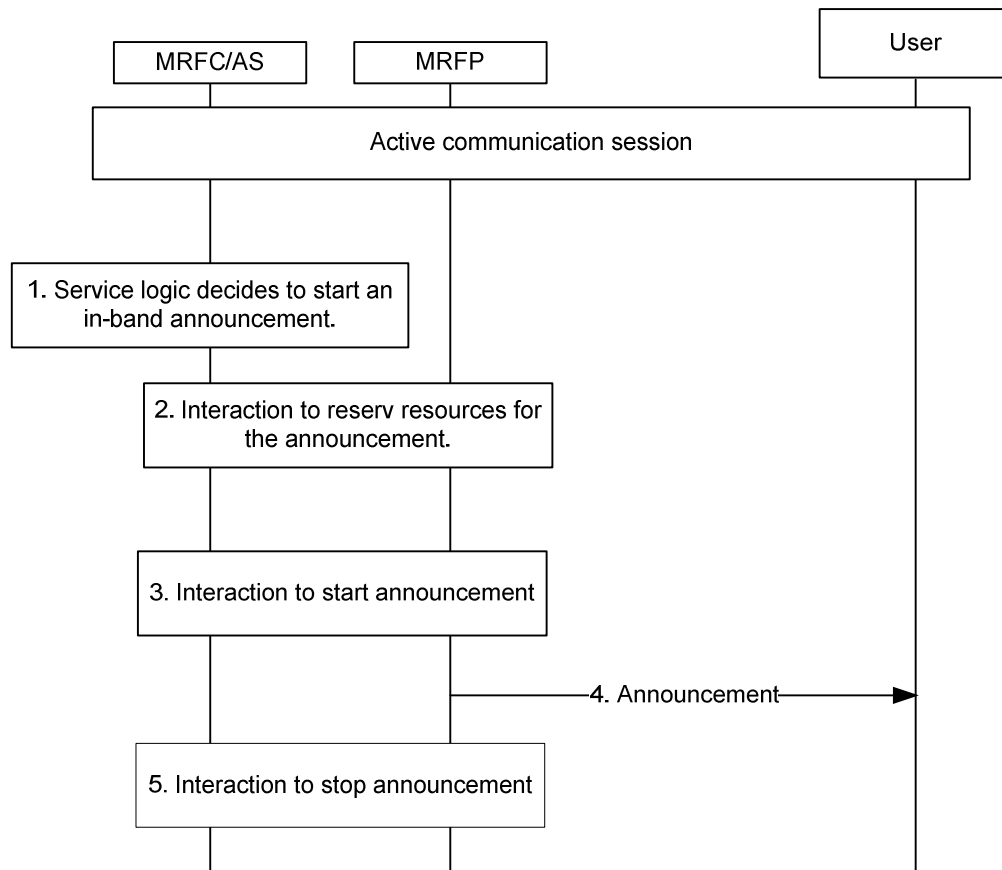 MRFC/AS
MRFP
User
Active communication session
1. Service logic decides to start an
in-band announcement.
2. Interaction to reserv resources for
the announcement.
3. Interaction to start announcement
4. Announcement
5. Interaction to stop announcement